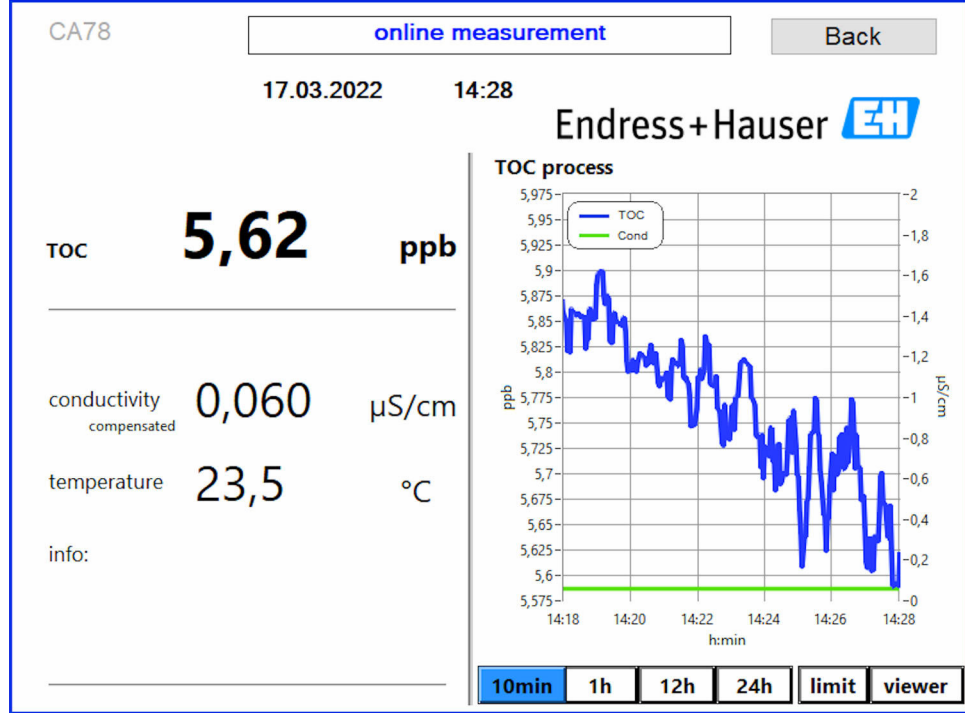 CA78
online measurement
Back
17.03.2022 14:28
Endress+Hauser EH
TOC 5,62 ppb
conductivity 0,060 µS/cm
compensated
temperature 23,5 °C
info:
TOC process
TOC
Cond
5,975
5,95
5,925
5,9
5,875
5,85
5,825
5,8
5,775
5,75
5,725
5,7
5,675
5,65
5,625
5,6
5,575
ppb
2
1,8
1,6
1,4
1,2
1
0,8
0,6
0,4
0,2
0
µS/cm
14:18 14:20 14:22 14:24 14:26 14:28
h:min
10min 1h 12h 24h limit viewer